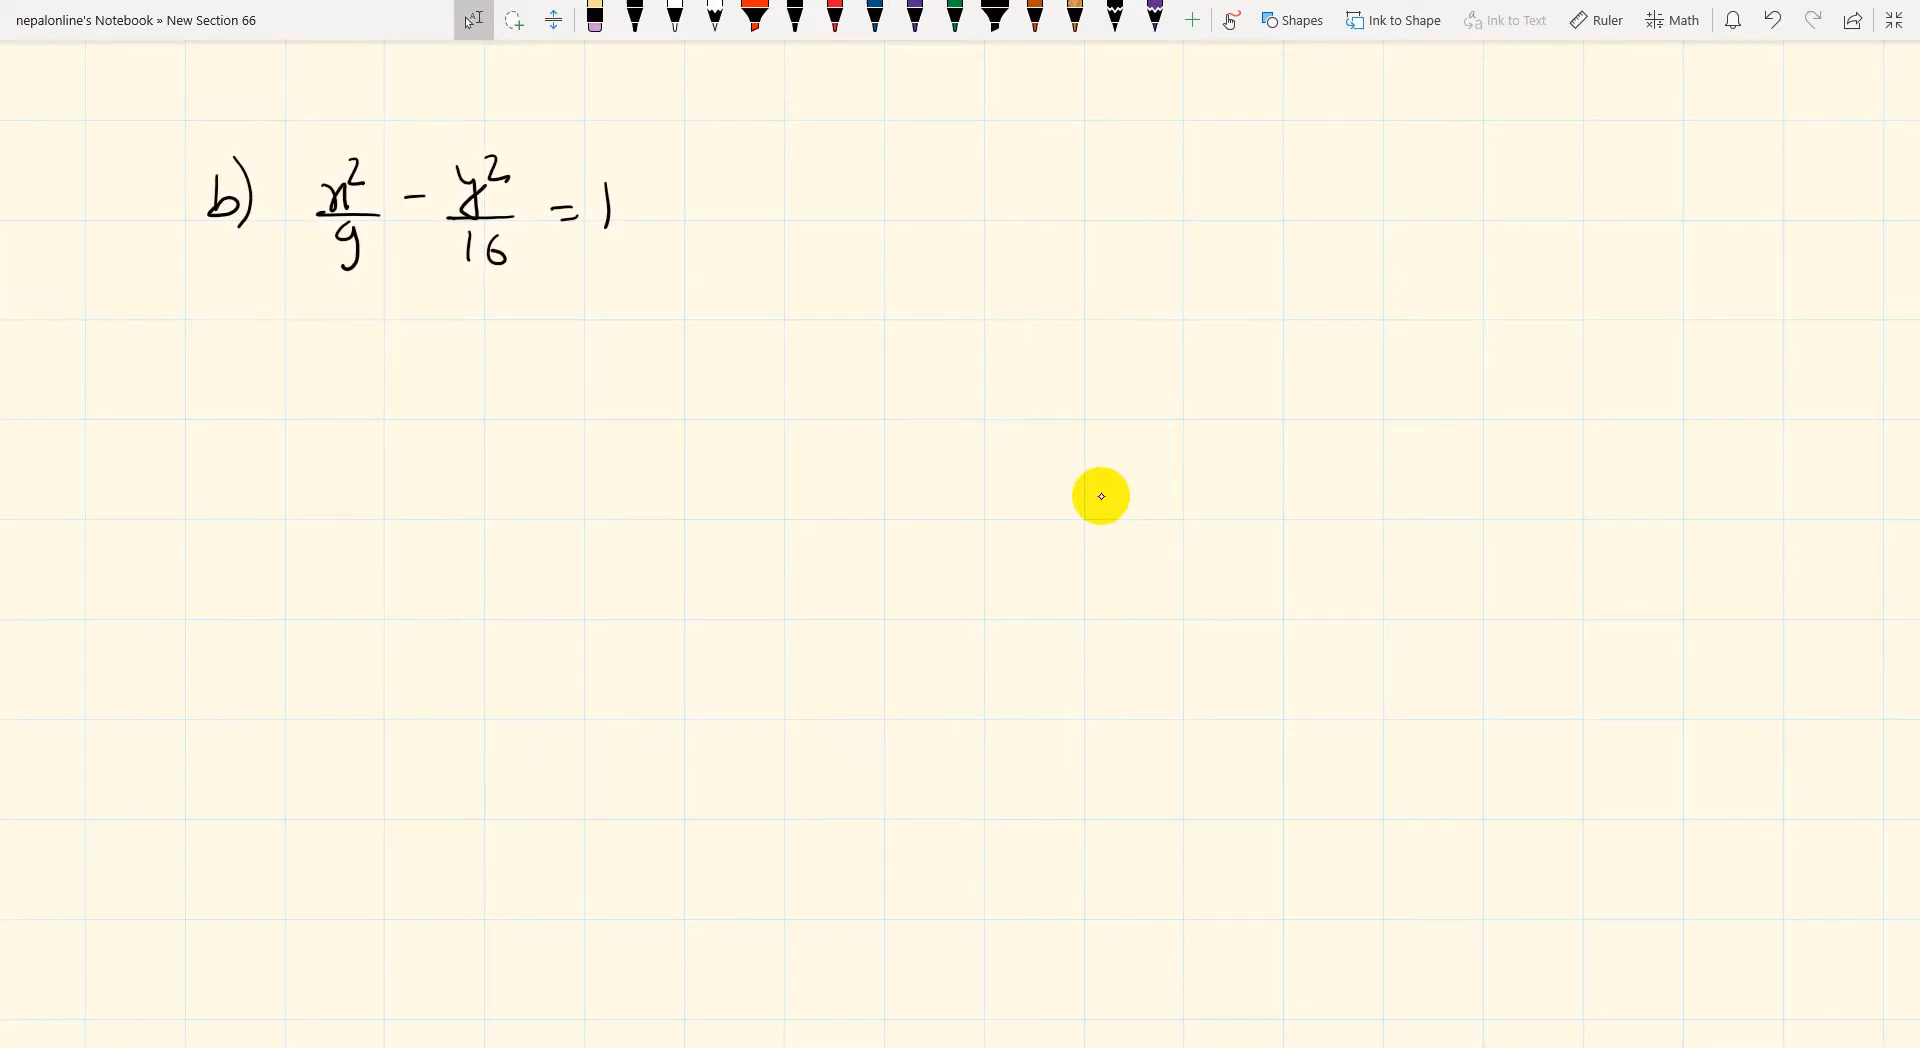 nepalonline's Notebook » New Section 66
Shapes Ink to Shape Ink to Text Ruler Math
b) x²/9 - y²/16 = 1